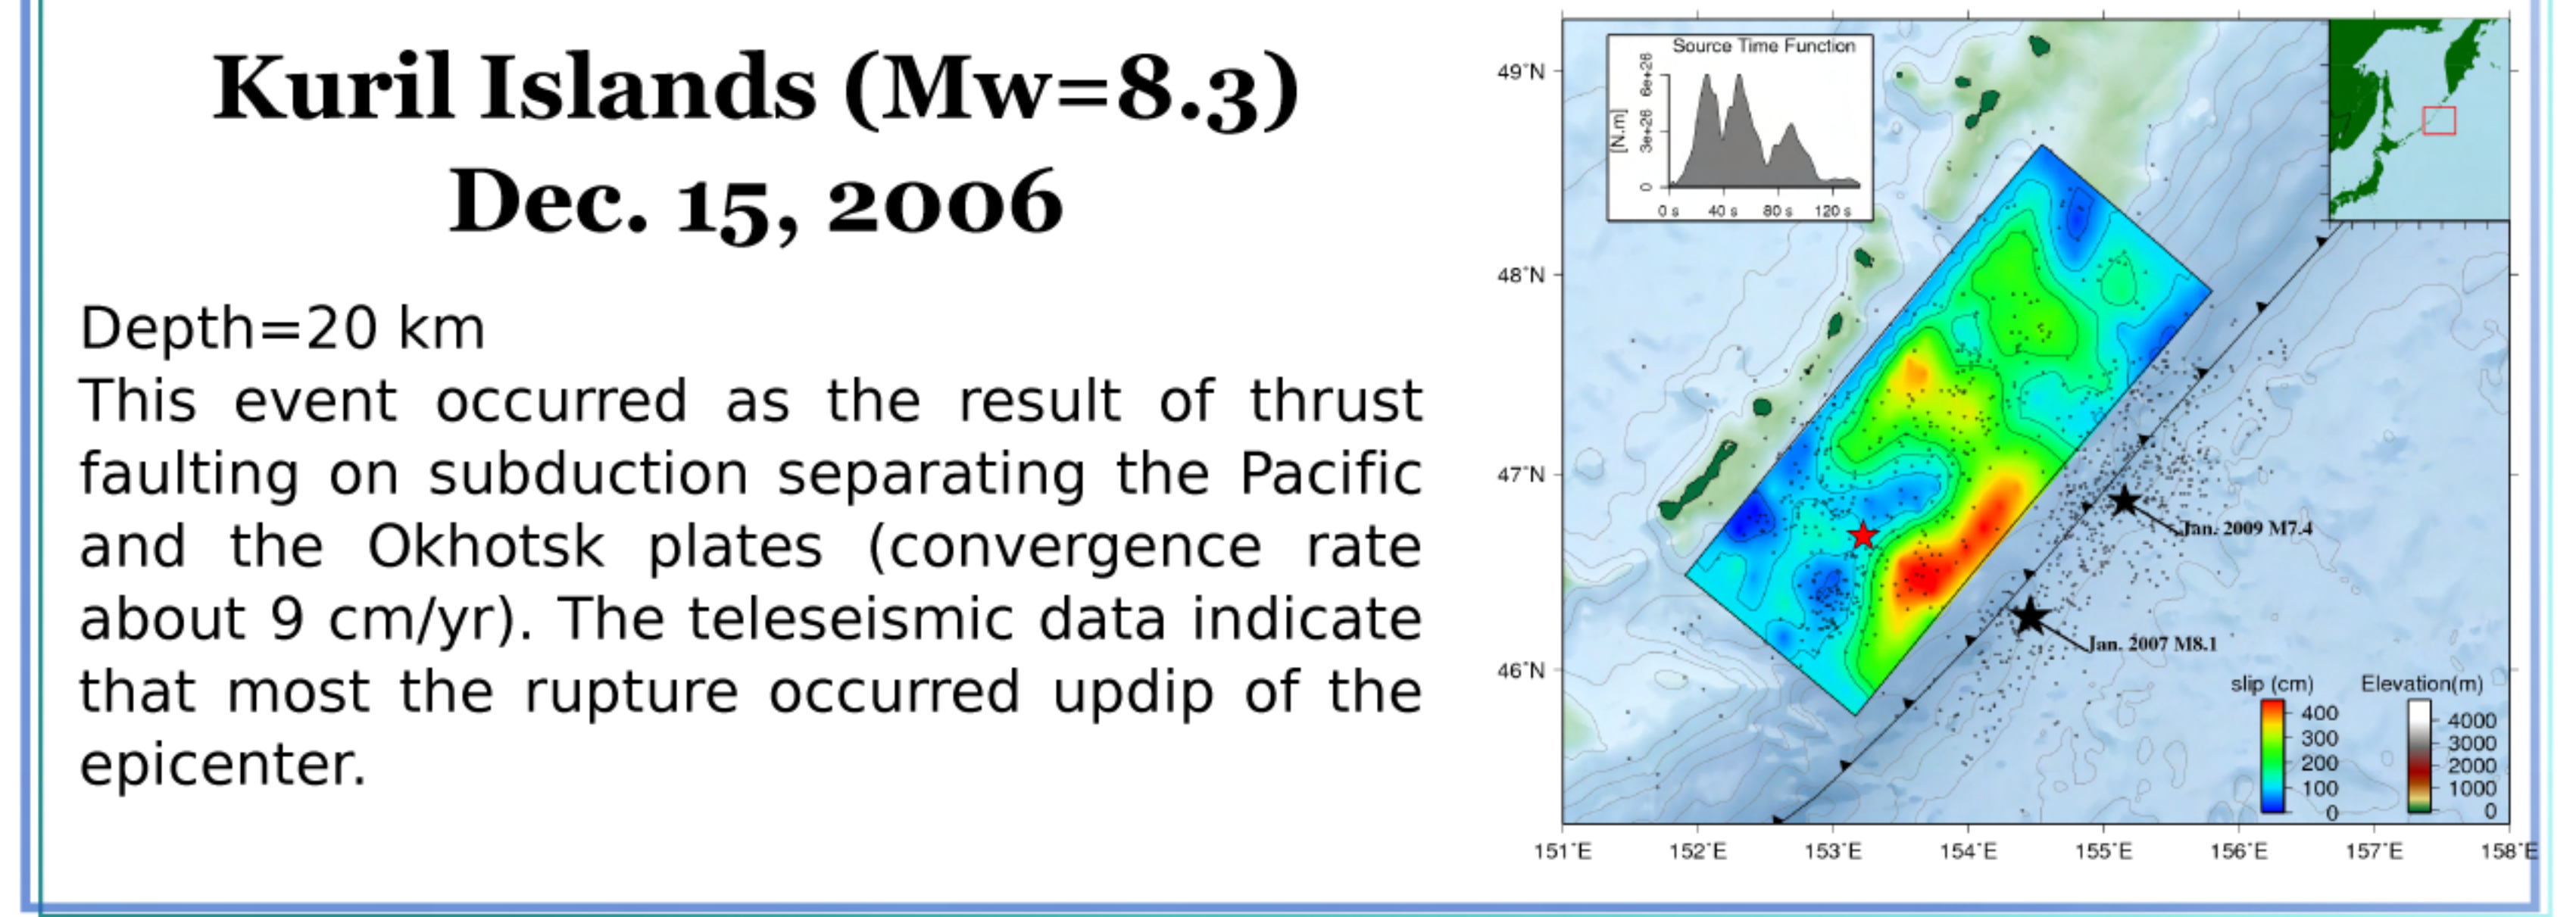 Kuril Islands (Mw=8.3)
Dec. 15, 2006
Depth=20 km
This event occurred as the result of thrust
faulting on subduction separating the Pacific
and the Okhotsk plates (convergence rate
about 9 cm/yr). The teleseismic data indicate
that most the rupture occurred updip of the
epicenter.
Source Time Function
[N.m]
6e+26
3e+26
0
0 s 40 s 80 s 120 s
49°N
48°N
47°N
46°N
Jan. 2009 M7.4
Jan. 2007 M8.1
slip (cm)
400
300
200
100
0
Elevation(m)
4000
3000
2000
1000
0
151°E 152°E 153°E 154°E 155°E 156°E 157°E 158°E